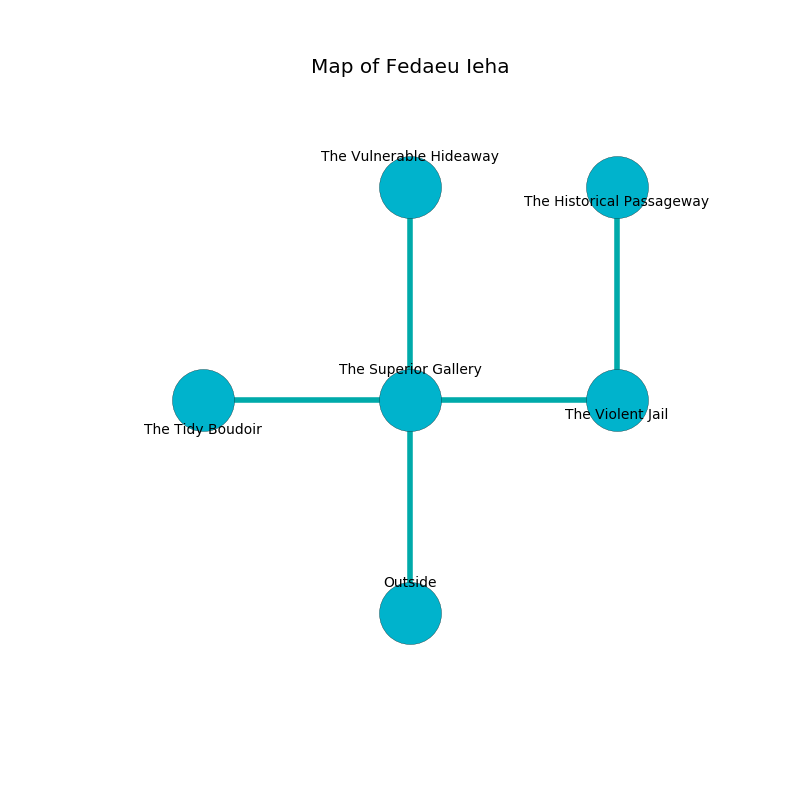 Map of Fedaeu Ieha
The Vulnerable Hideaway
The Historical Passageway
The Superior Gallery
The Violent Jail
The Tidy Boudoir
Outside